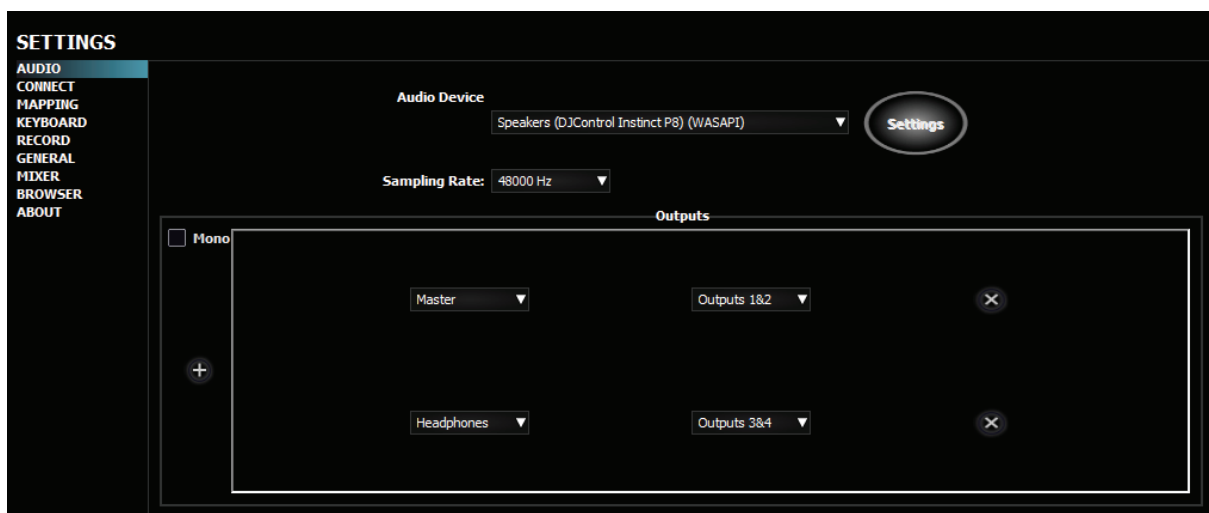 SETTINGS
AUDIO
CONNECT
MAPPING
KEYBOARD
RECORD
GENERAL
MIXER
BROWSER
ABOUT
Audio Device
Speakers (DJControl Instinct P8) (WASAPI)
Settings
Sampling Rate: 48000 Hz
Outputs
Mono
Master Outputs 1&2
Headphones Outputs 3&4